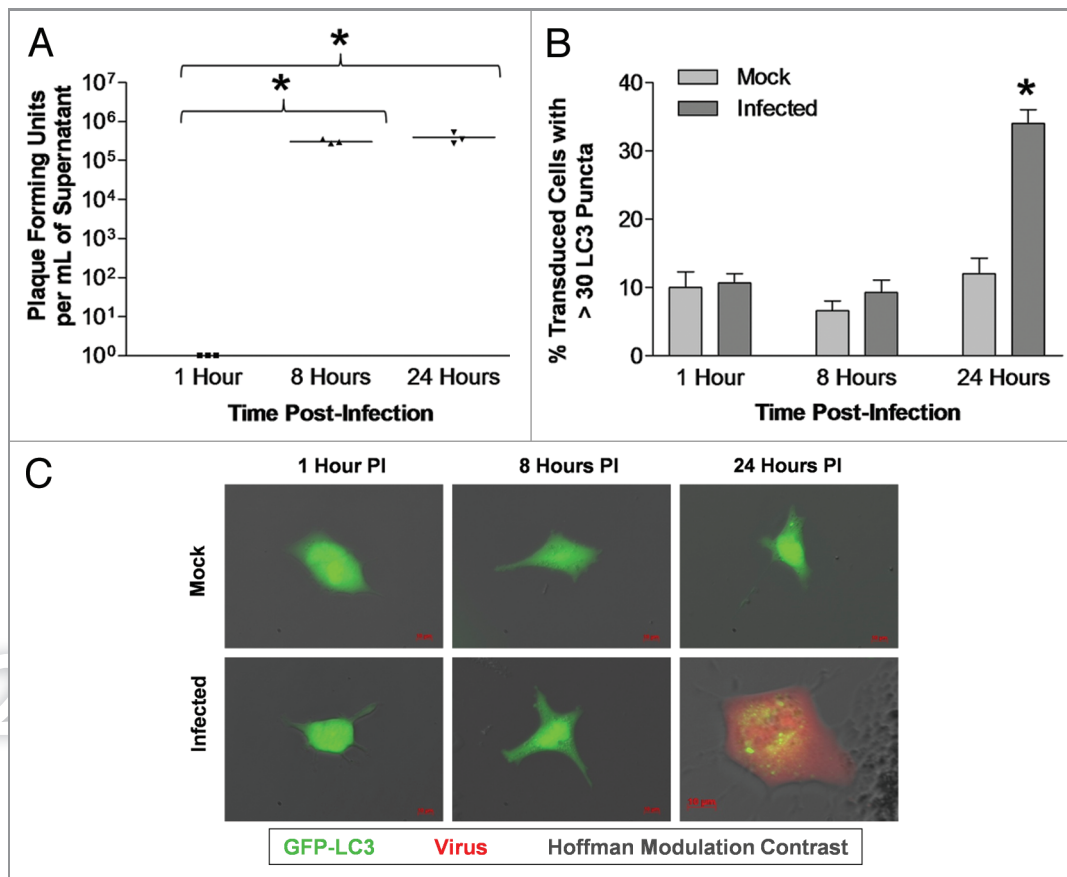 A
*
*
Plaque Forming Units
per mL of Supernatant
10⁷
10⁶
10⁵
10⁴
10³
10²
10¹
10⁰
1 Hour
8 Hours
24 Hours
Time Post-Infection
B
Mock
Infected
*
% Transduced Cells with
> 30 LC3 Puncta
40
30
20
10
0
1 Hour
8 Hours
24 Hours
Time Post-Infection
C
1 Hour PI
8 Hours PI
24 Hours PI
Mock
Infected
GFP-LC3
Virus
Hoffman Modulation Contrast